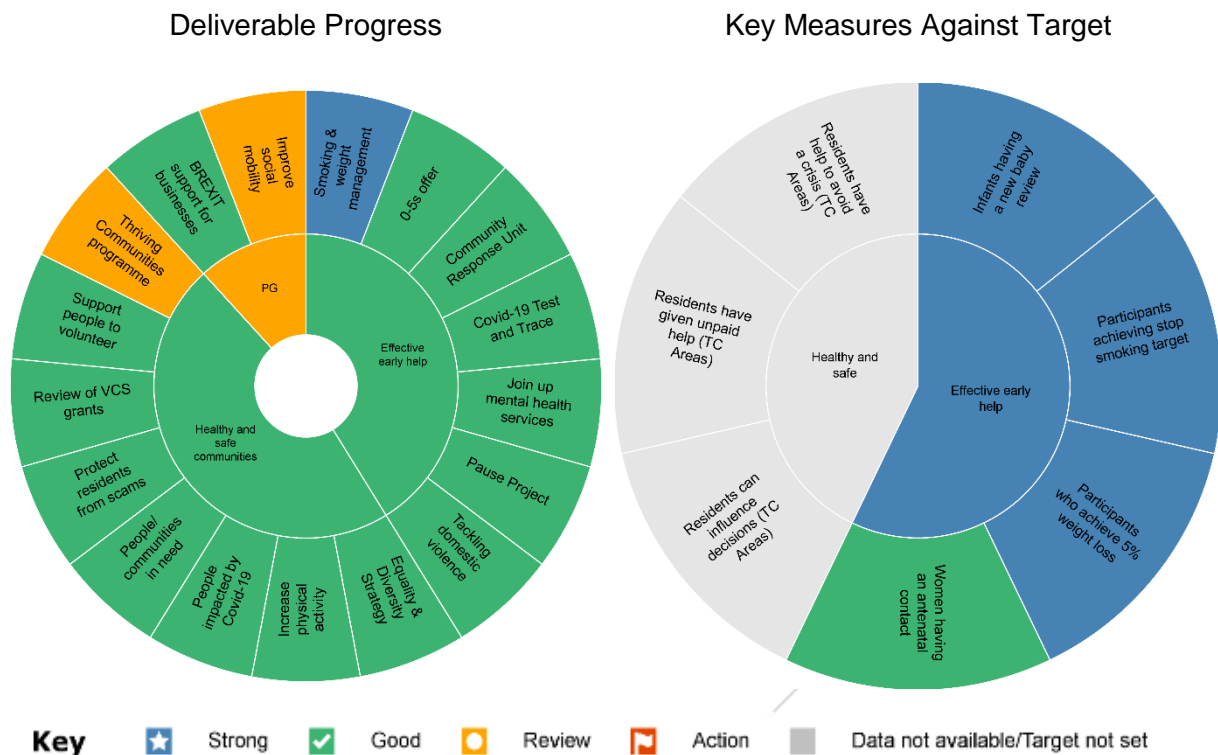 Deliverable Progress
Key Measures Against Target
Improve
social
mobility
Smoking &
weight
management
0-5s offer
Community
Response Unit
Covid-19 Test
and Trace
Join up
mental health
services
Pause Project
Tackling
domestic
violence
Equality &
Diversity
Strategy
Increase
physical
activity
People
impacted by
Covid-19
People/
communities
in need
Protect
residents
from scams
Review of VCS
grants
Support
people to
volunteer
Thriving
Communities
programme
BREXIT
support for
businesses
PG
Effective
early help
Healthy and
safe
communities
Infants having
a new baby
review
Participants
achieving stop
smoking target
Participants
who achieve 5%
weight loss
Women having
an antenatal
contact
Residents can
influence
decisions (TC
Areas)
Residents have
given unpaid
help (TC
Areas)
Residents have
help to avoid
a crisis (TC
Areas)
Healthy and
safe
Effective early
help
Key
Strong
Good
Review
Action
Data not available/Target not set